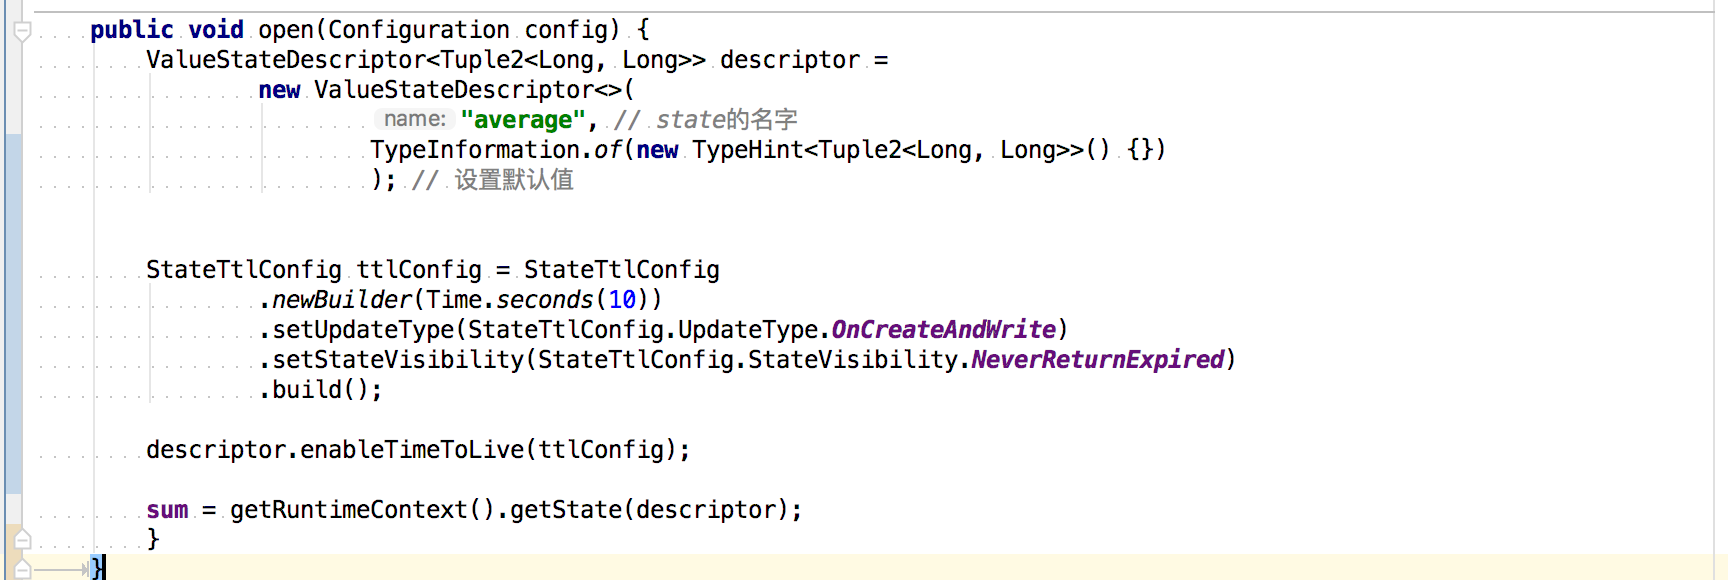 public void open(Configuration config) {
ValueStateDescriptor<Tuple2<Long, Long>> descriptor =
new ValueStateDescriptor<>(
name: "average", // state的名字
TypeInformation.of(new TypeHint<Tuple2<Long, Long>>() {})
); // 设置默认值
StateTtlConfig ttlConfig = StateTtlConfig
.newBuilder(Time.seconds(10))
.setUpdateType(StateTtlConfig.UpdateType.OnCreateAndWrite)
.setStateVisibility(StateTtlConfig.StateVisibility.NeverReturnExpired)
.build();
descriptor.enableTimeToLive(ttlConfig);
sum = getRuntimeContext().getState(descriptor);
}
}